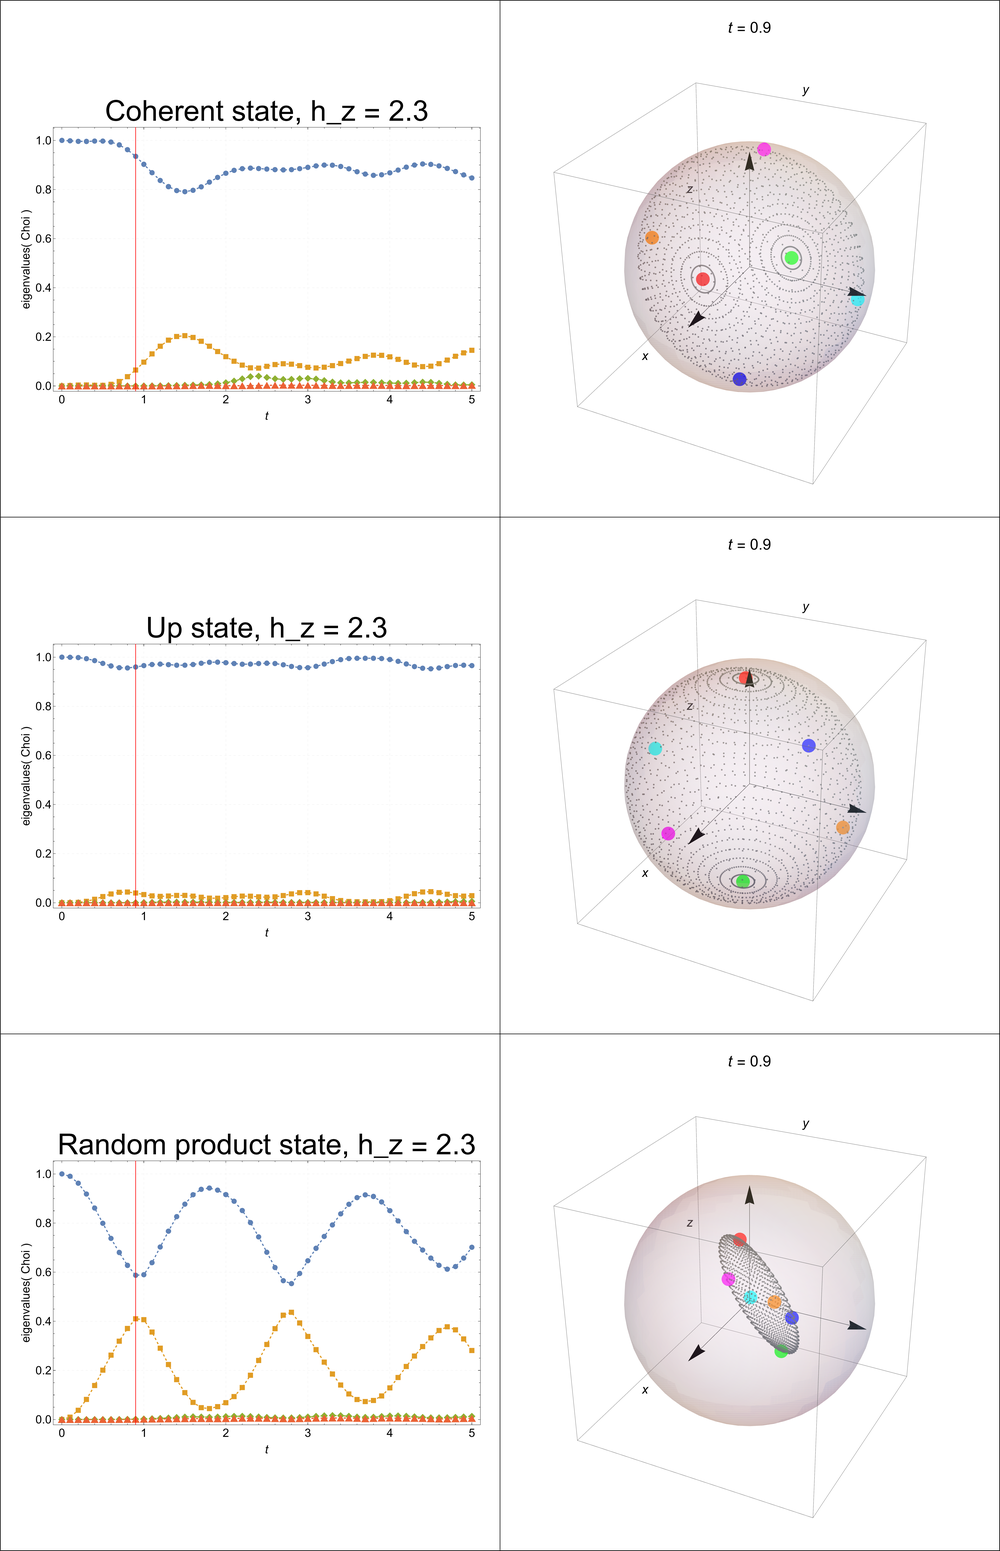 t = 0.9
Coherent state, h_z = 2.3
eigenvalues( Choi )
1.0
0.8
0.6
0.4
0.2
0.0
0 1 2 3 4 5
t
y
z
x
t = 0.9
Up state, h_z = 2.3
eigenvalues( Choi )
1.0
0.8
0.6
0.4
0.2
0.0
0 1 2 3 4 5
t
y
z
x
t = 0.9
Random product state, h_z = 2.3
eigenvalues( Choi )
1.0
0.8
0.6
0.4
0.2
0.0
0 1 2 3 4 5
t
y
z
x